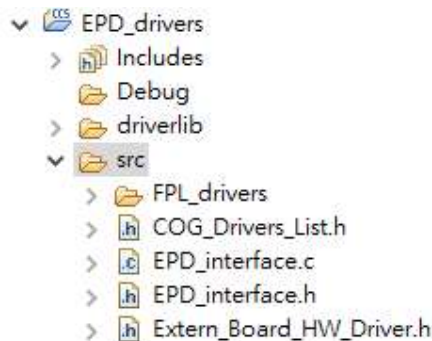 EPD_drivers
Includes
Debug
driverlib
src
FPL_drivers
COG_Drivers_List.h
EPD_interface.c
EPD_interface.h
Extern_Board_HW_Driver.h